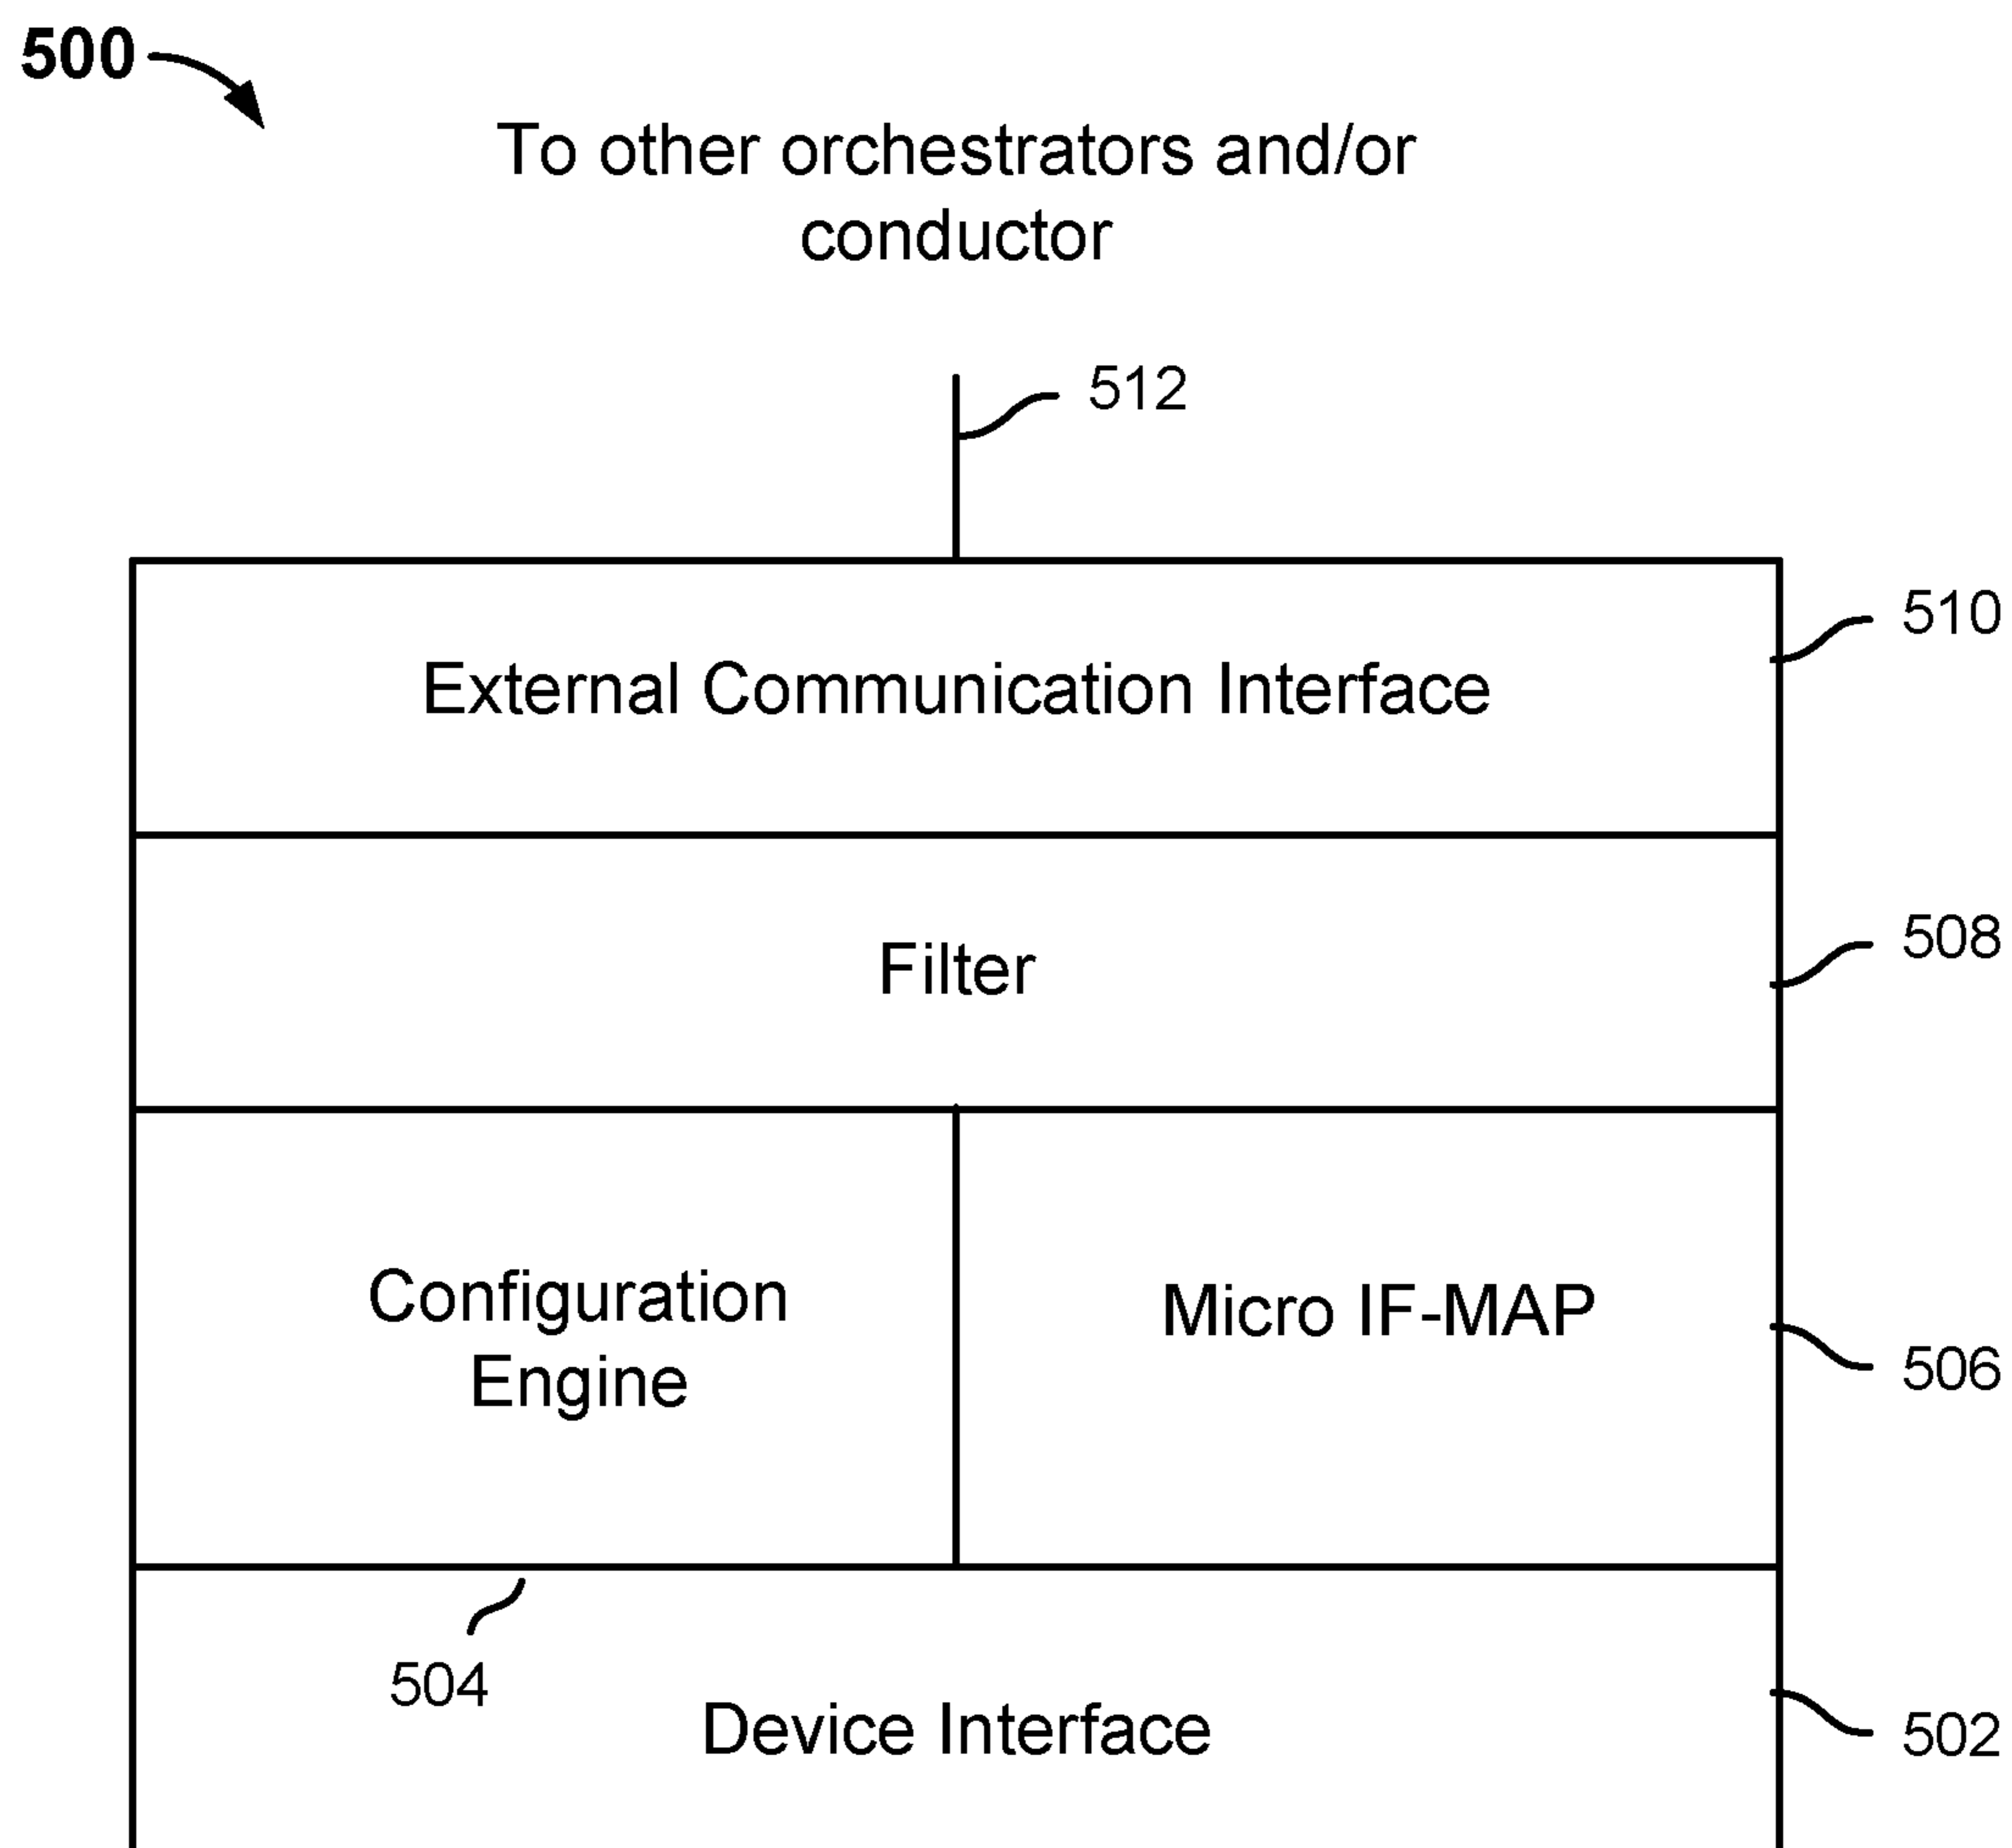 500
To other orchestrators and/or
conductor
512
External Communication Interface
510
Filter
508
Configuration
Engine
Micro IF-MAP
506
504
Device Interface
502